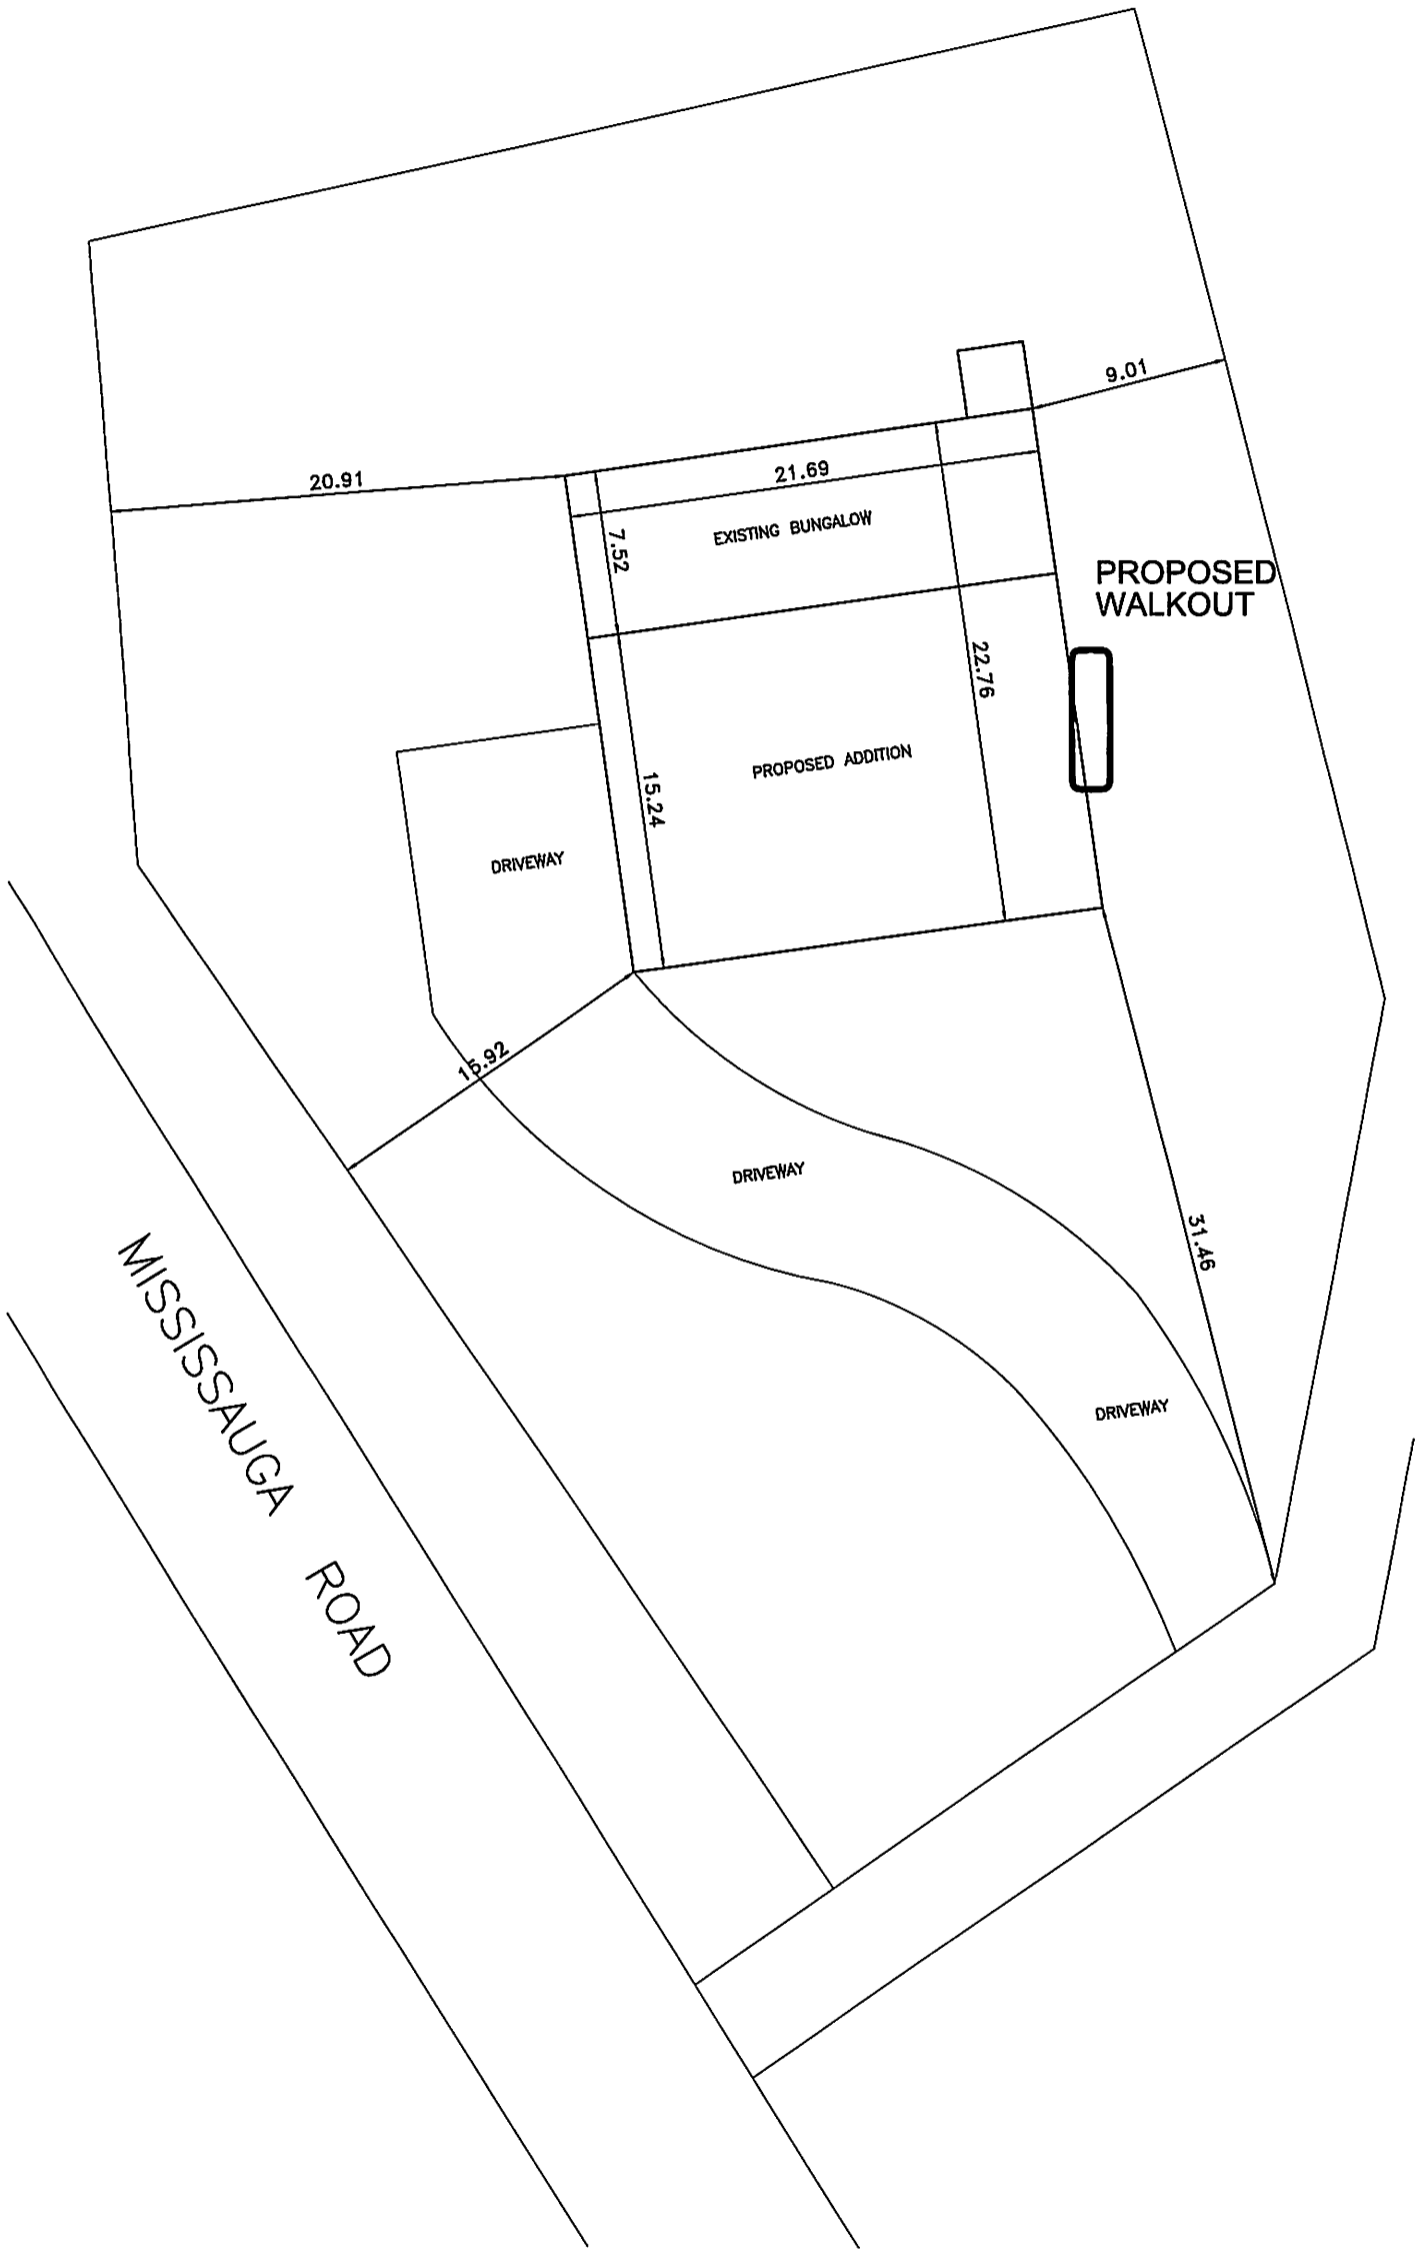 9.01
20.91
21.69
EXISTING BUNGALOW
7.52
PROPOSED
WALKOUT
22.76
PROPOSED ADDITION
15.24
DRIVEWAY
15.92
DRIVEWAY
31.46
MISSISSAUGA ROAD
DRIVEWAY